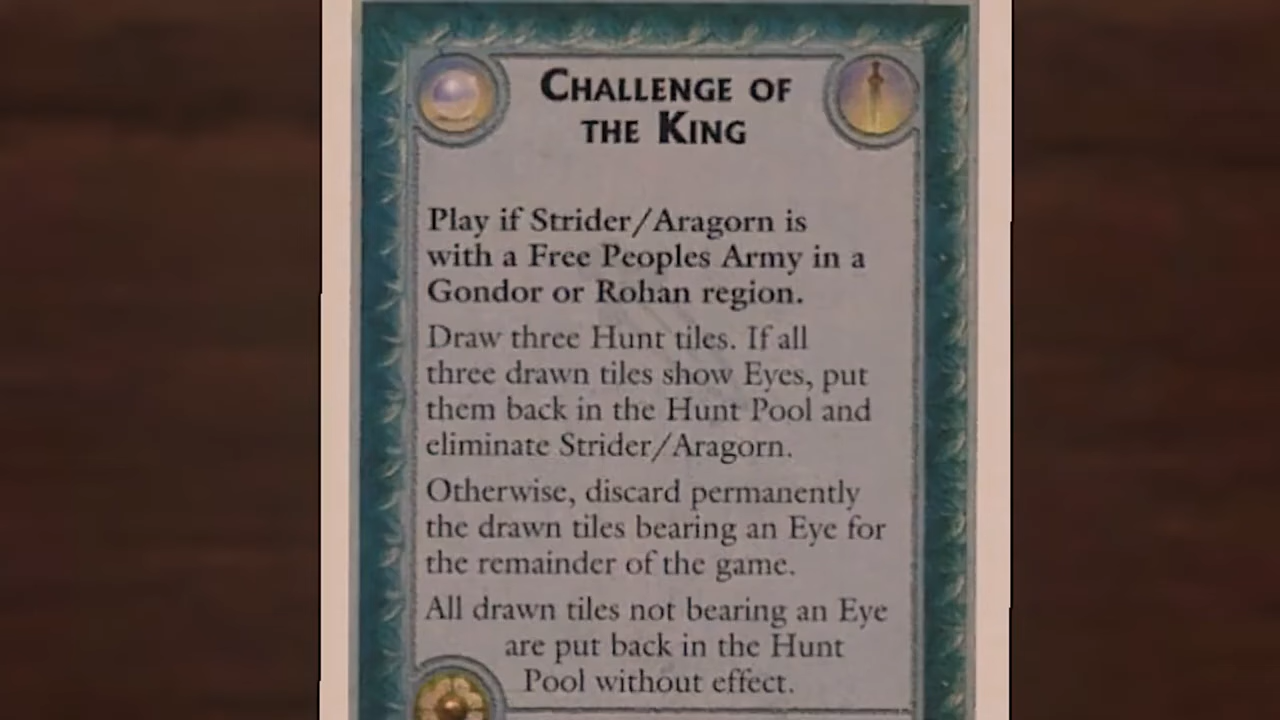 CHALLENGE OF
THE KING
Play if Strider/Aragorn is
with a Free Peoples Army in a
Gondor or Rohan region.
Draw three Hunt tiles. If all
three drawn tiles show Eyes, put
them back in the Hunt Pool and
eliminate Strider/Aragorn.
Otherwise, discard permanently
the drawn tiles bearing an Eye for
the remainder of the game.
All drawn tiles not bearing an Eye
are put back in the Hunt
Pool without effect.